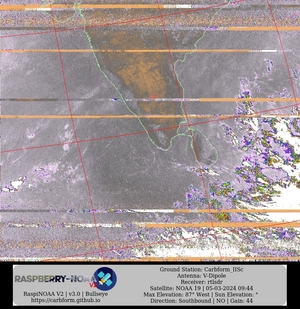 RASPBERRY-NOAA
V2
RaspiNOAA V2 | v3.0 | Bullseye
https://carbform.github.io
Ground Station: Carbform_IISc
Antenna: V-Dipole
Receiver: rtlsdr
Satellite: NOAA 19 | 05-03-2024 09:44
Max Elevation: 87° West | Sun Elevation: °
Direction: Southbound | NO | Gain: 44